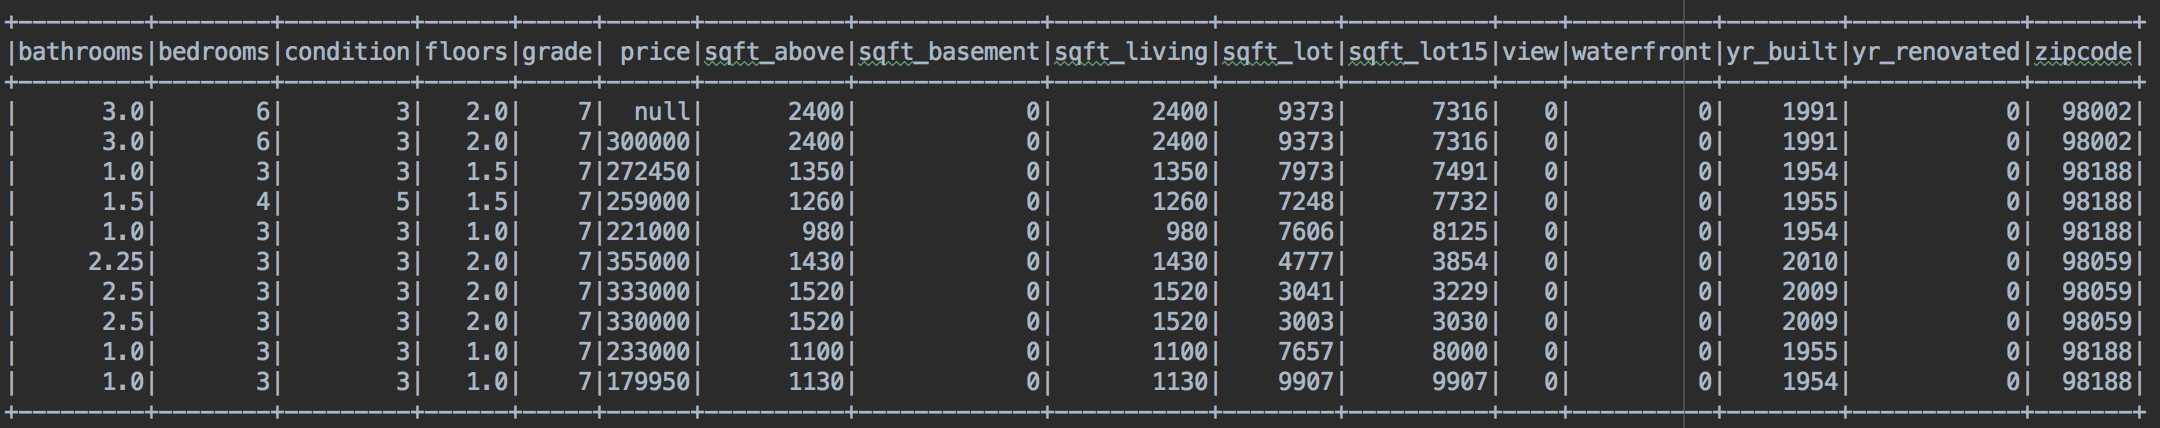 +---------+--------+---------+------+-----+------+----------+-------------+-----------+--------+----------+----+----------+--------+------------+-------+
|bathrooms|bedrooms|condition|floors|grade| price|sqft_above|sqft_basement|sqft_living|sqft_lot|sqft_lot15|view|waterfront|yr_built|yr_renovated|zipcode|
+---------+--------+---------+------+-----+------+----------+-------------+-----------+--------+----------+----+----------+--------+------------+-------+
|      3.0|       6|        3|   2.0|    7|  null|      2400|            0|       2400|    9373|      7316|   0|         0|    1991|           0|  98002|
|      3.0|       6|        3|   2.0|    7|300000|      2400|            0|       2400|    9373|      7316|   0|         0|    1991|           0|  98002|
|      1.0|       3|        3|   1.5|    7|272450|      1350|            0|       1350|    7973|      7491|   0|         0|    1954|           0|  98188|
|      1.5|       4|        5|   1.5|    7|259000|      1260|            0|       1260|    7248|      7732|   0|         0|    1955|           0|  98188|
|      1.0|       3|        3|   1.0|    7|221000|       980|            0|        980|    7606|      8125|   0|         0|    1954|           0|  98188|
|     2.25|       3|        3|   2.0|    7|355000|      1430|            0|       1430|    4777|      3854|   0|         0|    2010|           0|  98059|
|      2.5|       3|        3|   2.0|    7|333000|      1520|            0|       1520|    3041|      3229|   0|         0|    2009|           0|  98059|
|      2.5|       3|        3|   2.0|    7|330000|      1520|            0|       1520|    3003|      3030|   0|         0|    2009|           0|  98059|
|      1.0|       3|        3|   1.0|    7|233000|      1100|            0|       1100|    7657|      8000|   0|         0|    1955|           0|  98188|
|      1.0|       3|        3|   1.0|    7|179950|      1130|            0|       1130|    9907|      9907|   0|         0|    1954|           0|  98188|
+---------+--------+---------+------+-----+------+----------+-------------+-----------+--------+----------+----+----------+--------+------------+-------+